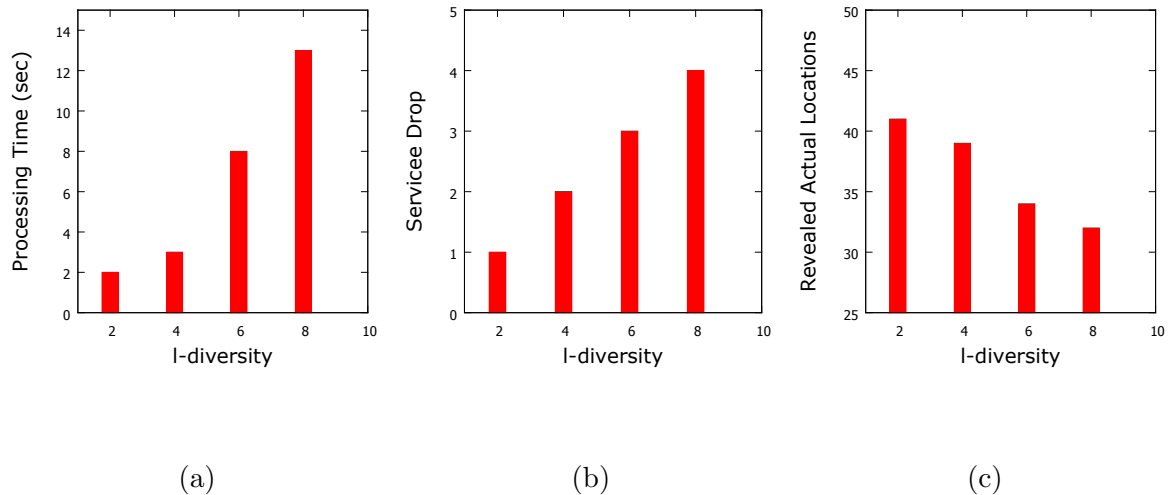 Processing Time (sec)
14
12
10
8
6
4
2
0
2 4 6 8 10
l-diversity
(a)
Servicee Drop
5
4
3
2
1
0
2 4 6 8 10
l-diversity
(b)
Revealed Actual Locations
50
45
40
35
30
25
2 4 6 8 10
l-diversity
(c)